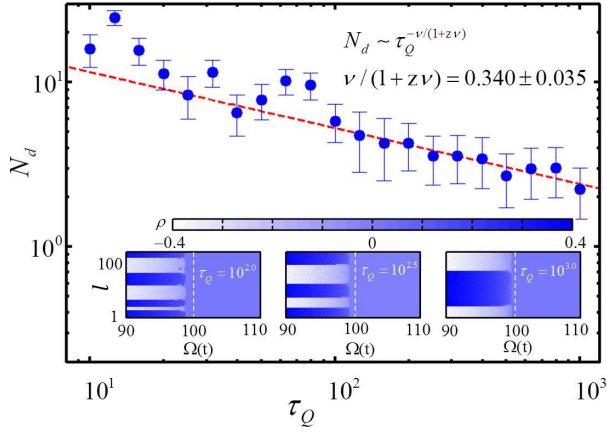 N_d ~ τ_Q^{-ν/(1+zν)}
ν/(1+zν) = 0.340 ± 0.035
10^1
N_d
10^0
ρ
-0.4 0 0.4
100
l
1
τ_Q = 10^{2.0}
τ_Q = 10^{2.5}
τ_Q = 10^{3.0}
90 100 110 90 100 110 90 100 110
Ω(t) Ω(t) Ω(t)
10^1 10^2 10^3
τ_Q